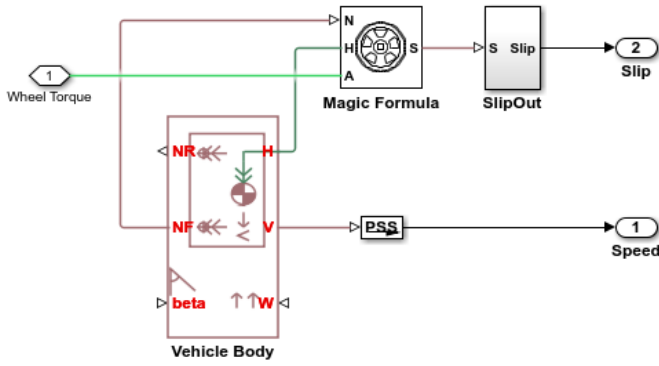 N
H
S
A
Magic Formula
S Slip
SlipOut
2
Slip
1
Wheel Torque
NR
H
NF
V
beta
W
Vehicle Body
PSS
1
Speed